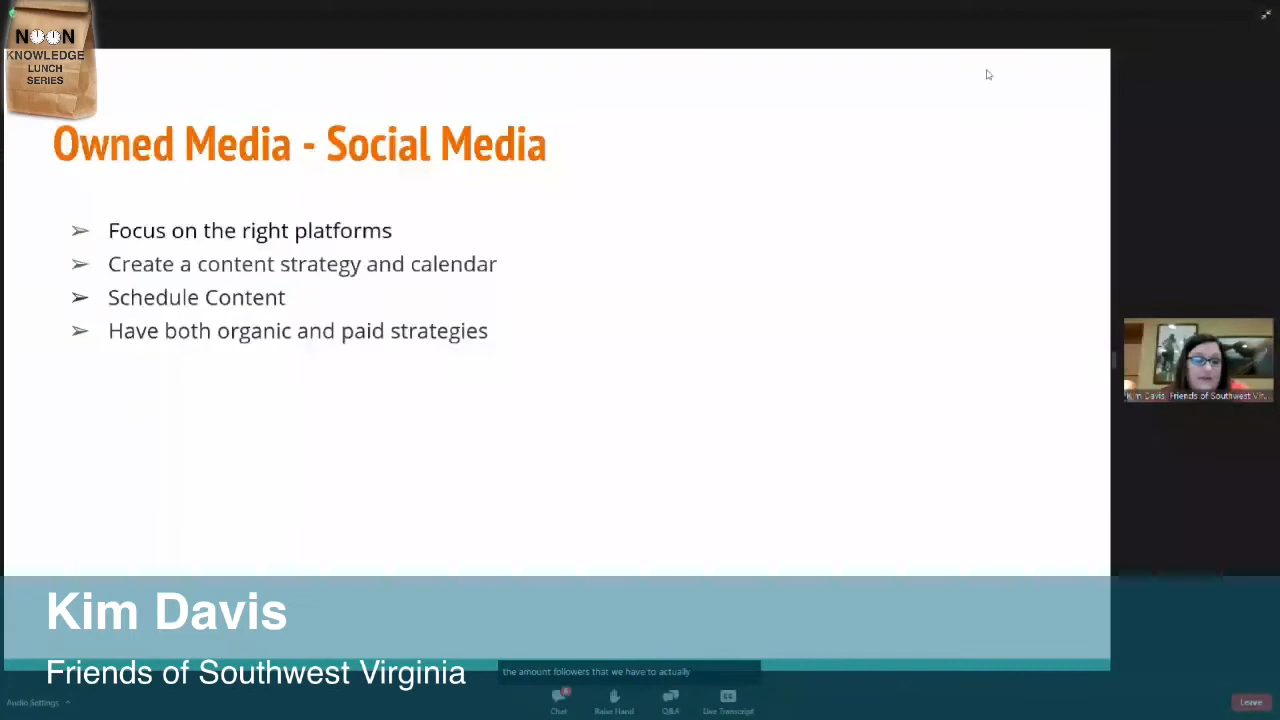 NOON
KNOWLEDGE
LUNCH
SERIES
Owned Media - Social Media
➢ Focus on the right platforms
➢ Create a content strategy and calendar
➢ Schedule Content
➢ Have both organic and paid strategies
Kim Davis, Friends of Southwest Vir...
Kim Davis
Friends of Southwest Virginia
the amount followers that we have to actually
Audio Settings
Chat
Raise Hand
Q&A
Live Transcript
Leave